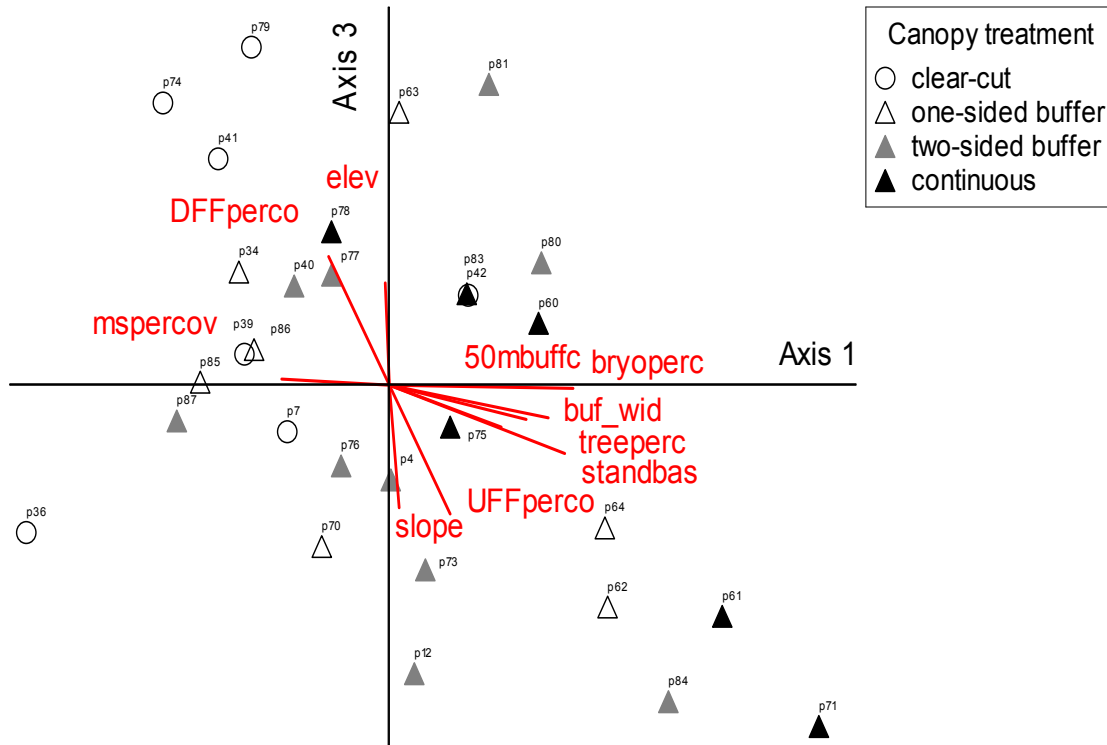 p79
Axis 3
p81
p74
p63
p41
elev
DFFperco
p78
p34
p40
p77
p83
p42
p80
p60
mspercov
p39
p86
p85
50mbuffc
bryoperc
Axis 1
p87
p7
buf_wid
treeperc
standbas
p75
p76
p4
UFFperco
slope
p36
p70
p64
p73
p62
p61
p12
p84
p71
Canopy treatment
clear-cut
one-sided buffer
two-sided buffer
continuous